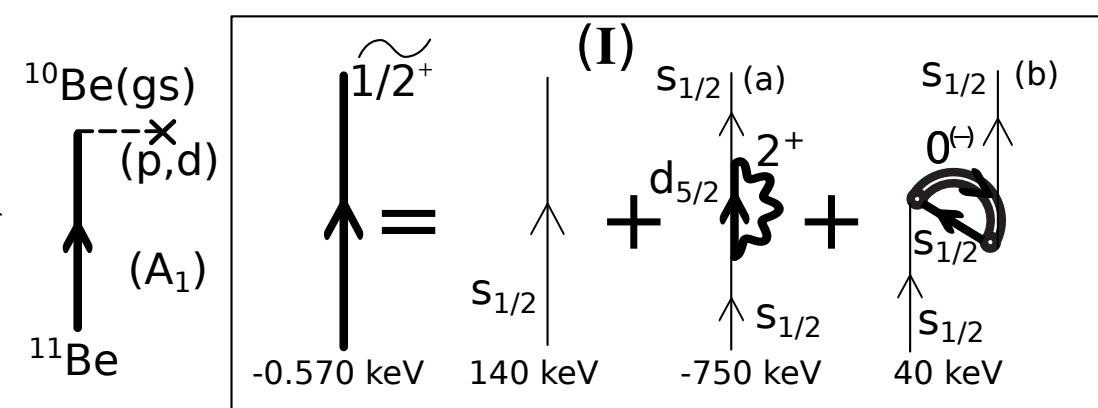 (I)
¹⁰Be(gs)
(p,d)
(A₁)
¹¹Be
1/2⁺
=
s₁/₂
+
s₁/₂ (a)
2⁺
d₅/₂
s₁/₂
+
s₁/₂ (b)
0⁽⁻⁾
s₁/₂
s₁/₂
-0.570 keV 140 keV -750 keV 40 keV